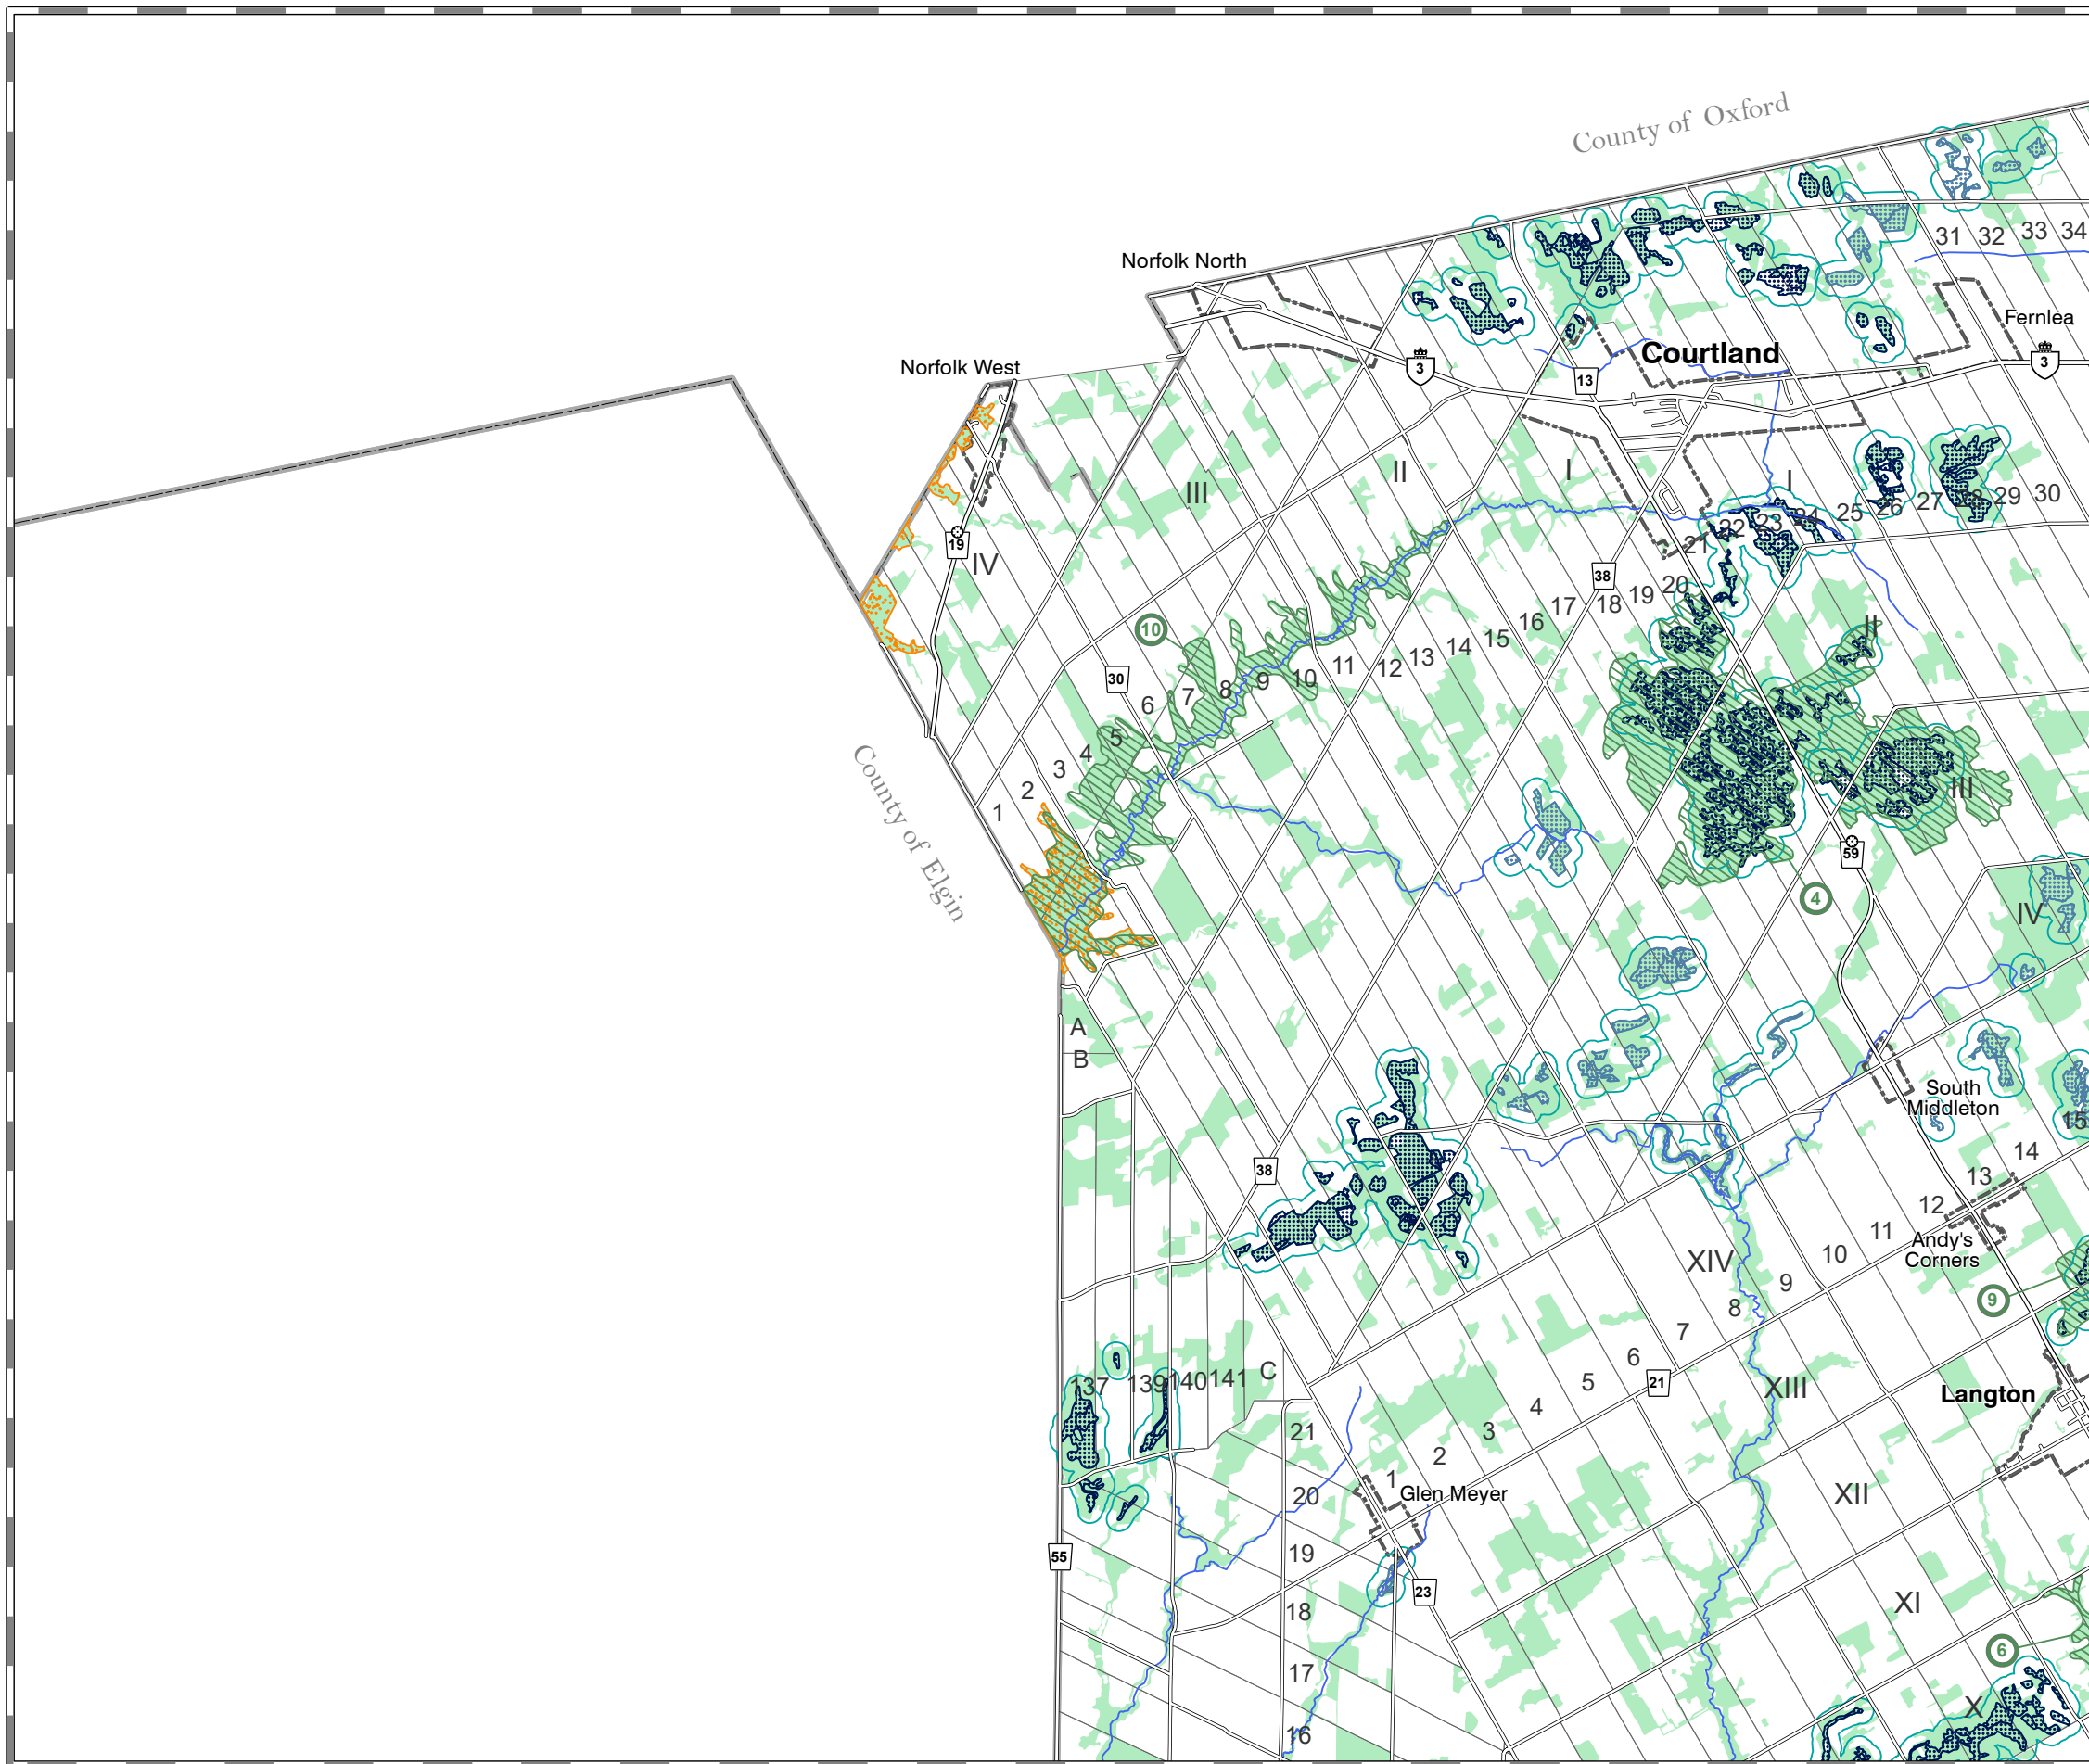 County of Oxford
31 32 33 34
Norfolk North
Fernlea
Courtland
3
3
13
Norfolk West
III
II
I
I
19
IV
21 22 23 24 25 26 27 28 29 30
38
10
16 17 18 19 20
II
30
6 7 8 9 10 11 12 13 14 15
1 2 3 4 5
III
County of Elgin
59
4
IV
A
B
South
Middleton
15
14
13
12
11
10
9
8
7
6
5
4
3
2
1
38
XIV
Andy's
Corners
9
137 139 140 141 C
21
XIII
Langton
21
20
19
18
17
16
Glen Meyer
XII
55
23
XI
6
X